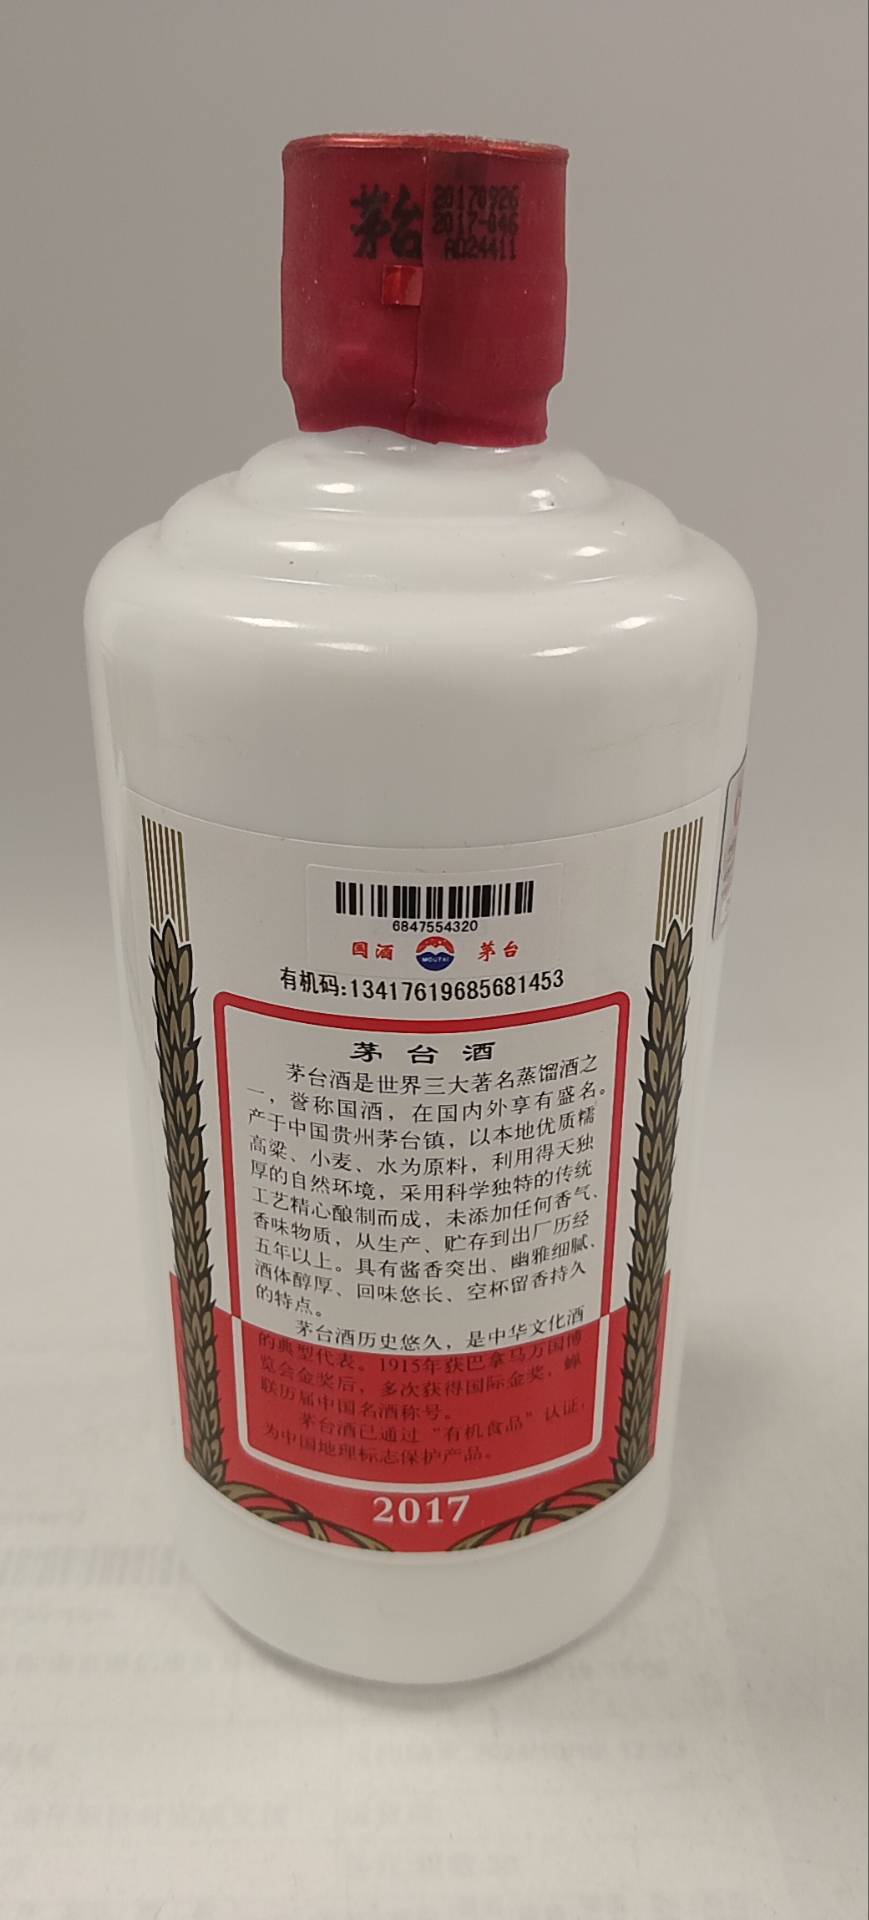 茅台
20170926
2017-046
AD24411
6847554320
国酒
MOUTAI
茅台
有机码:13417619685681453
茅台酒
茅台酒是世界三大著名蒸馏酒之
一，誉称国酒，在国内外享有盛名。
产于中国贵州茅台镇，以本地优质糯
高粱、小麦、水为原料，利用得天独
厚的自然环境，采用科学独特的传统
工艺精心酿制而成，未添加任何香气、
香味物质，从生产、贮存到出厂历经
五年以上。具有酱香突出、幽雅细腻、
酒体醇厚、回味悠长、空杯留香持久
的特点。
茅台酒历史悠久，是中华文化酒
的典型代表。1915年获巴拿马万国博
览会金奖后，多次获得国际金奖，蝉
联历届中国名酒称号。
茅台酒已通过“有机食品”认证，
为中国地理标志保护产品。
2017